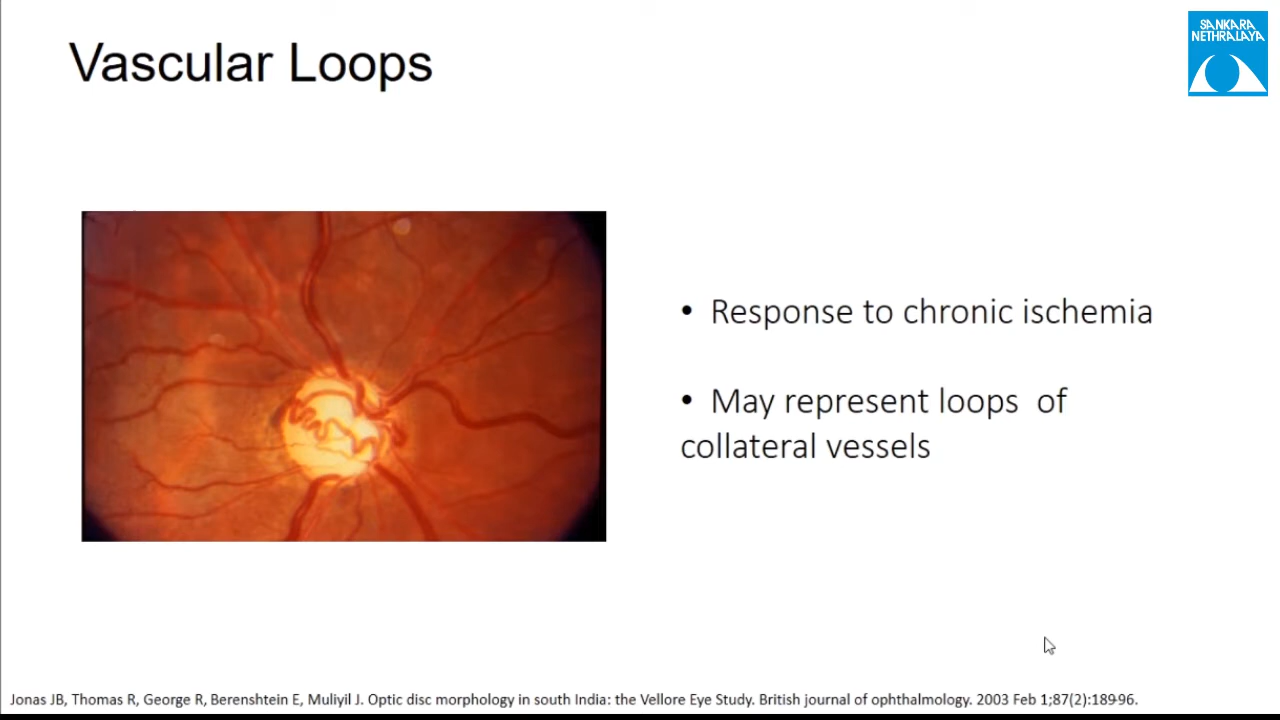 Vascular Loops
SANKARA
NETHRALAYA
• Response to chronic ischemia
• May represent loops of
collateral vessels
Jonas JB, Thomas R, George R, Berenshtein E, Muliyil J. Optic disc morphology in south India: the Vellore Eye Study. British journal of ophthalmology. 2003 Feb 1;87(2):189-96.